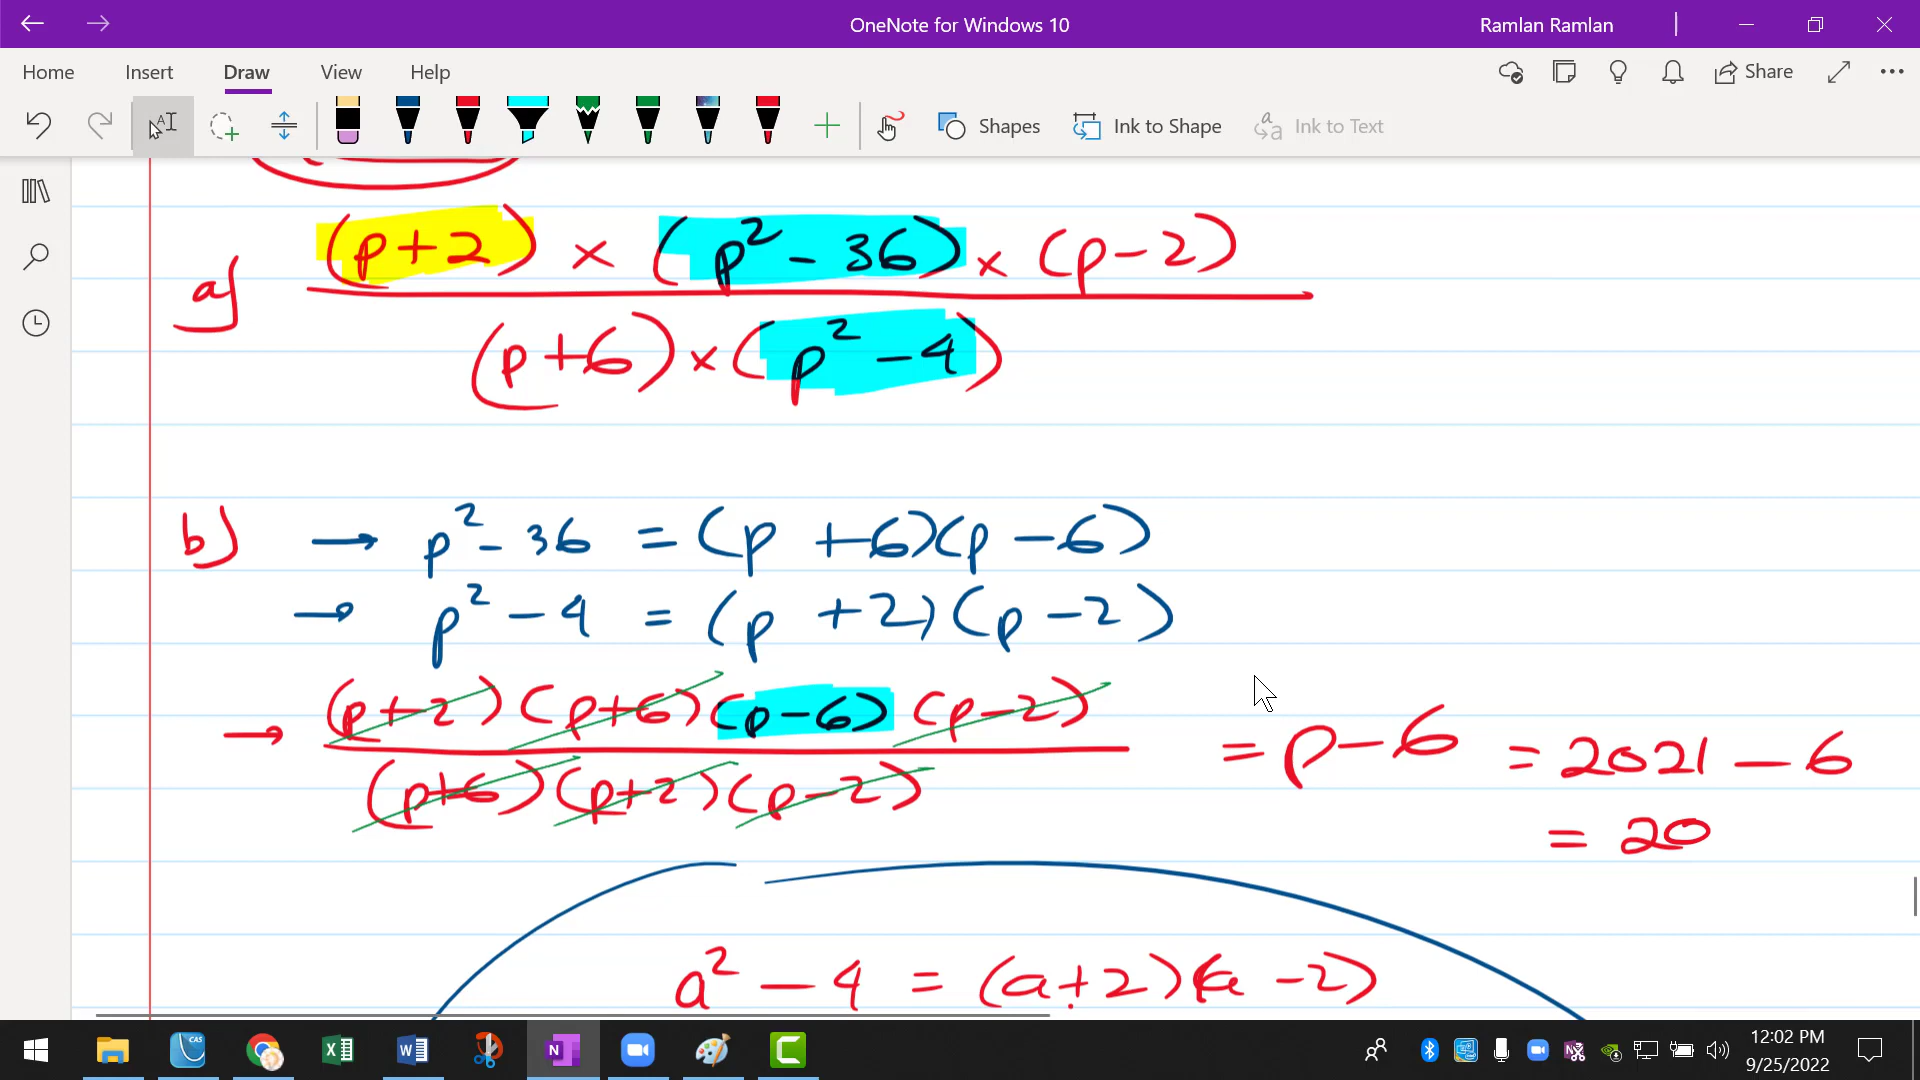 OneNote for Windows 10
Ramlan Ramlan
Home Insert Draw View Help
Share
Shapes Ink to Shape Ink to Text
a) (p+2) × (p² - 36) × (p-2)
(p+6) × (p² - 4)
b) → p² - 36 = (p +6)(p -6)
→ p² - 4 = (p +2)(p -2)
→ (p+2)(p+6)(p-6)(p-2)
(p+6)(p+2)(p-2)
= p-6 = 2021 - 6
= 20
a² - 4 = (a+2)(a -2)
12:02 PM
9/25/2022